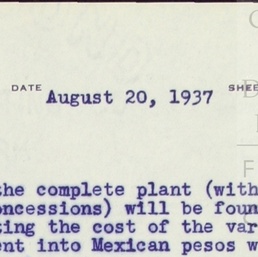 DATE August 20, 1937 SHEE
the complete plant (with
oncessions) will be foun
ting the cost of the var
ent into Mexican pesos w